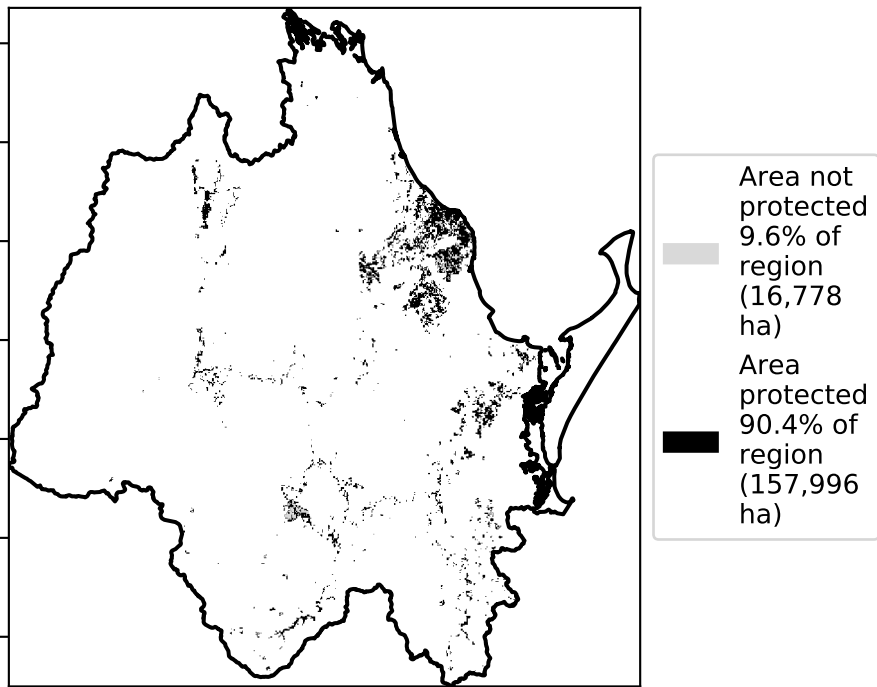 Area not
protected
9.6% of
region
(16,778
ha)
Area
protected
90.4% of
region
(157,996
ha)